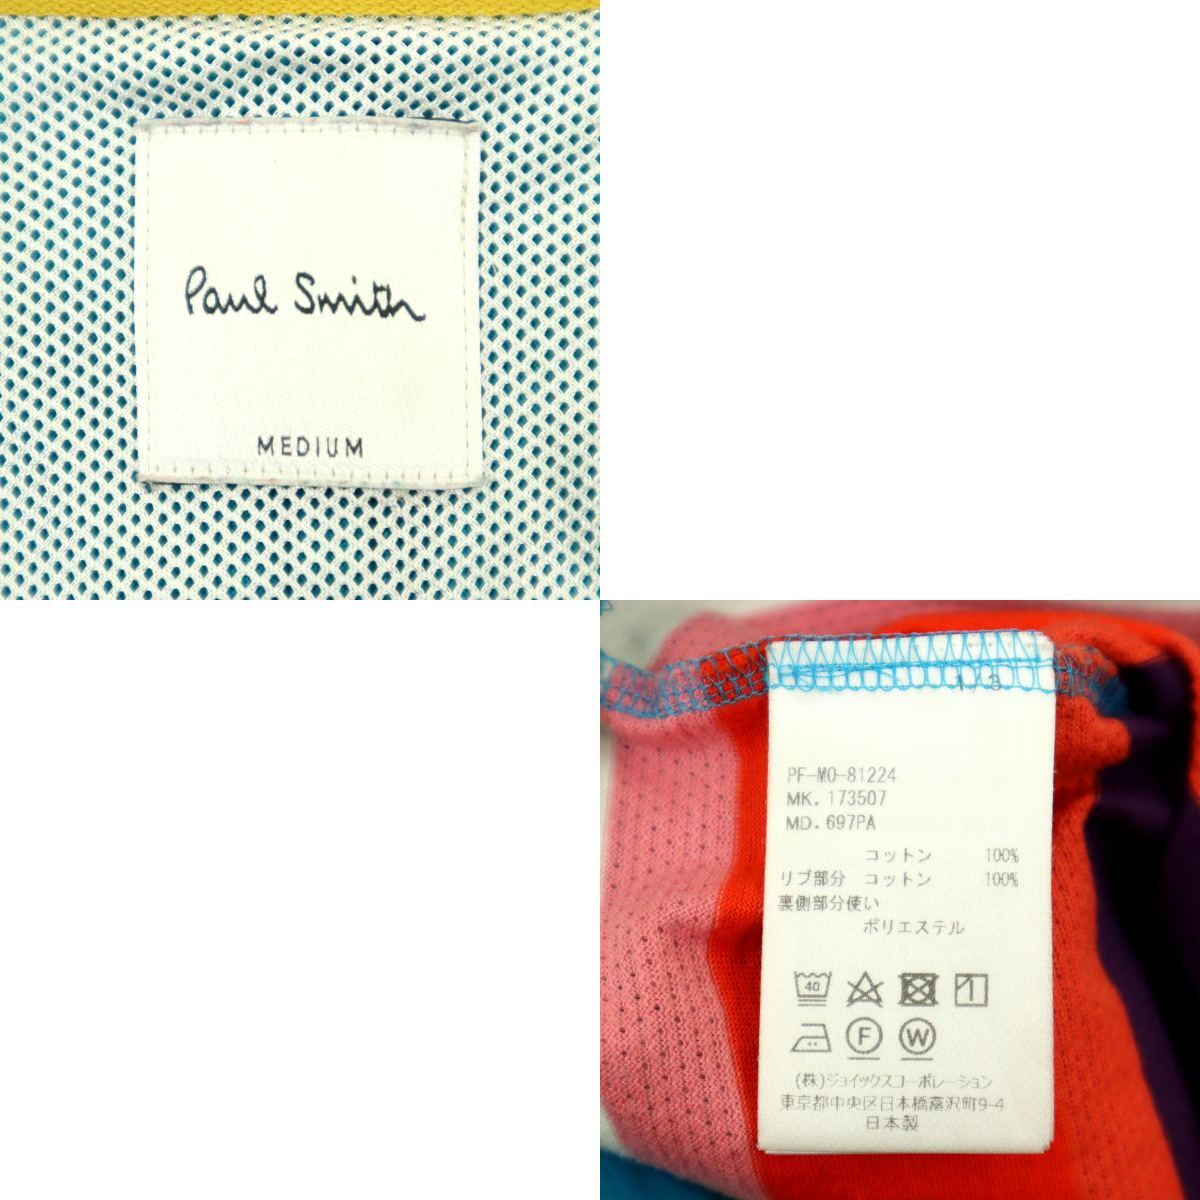 Paul Smith
MEDIUM
1/3
PF-MO-81224
MK. 173507
MD. 697PA
コットン 100%
リブ部分 コットン 100%
裏側部分使い
ポリエステル
40
1
F W
(株)ジョイックスコーポレーション
東京都中央区日本橋富沢町9-4
日本製